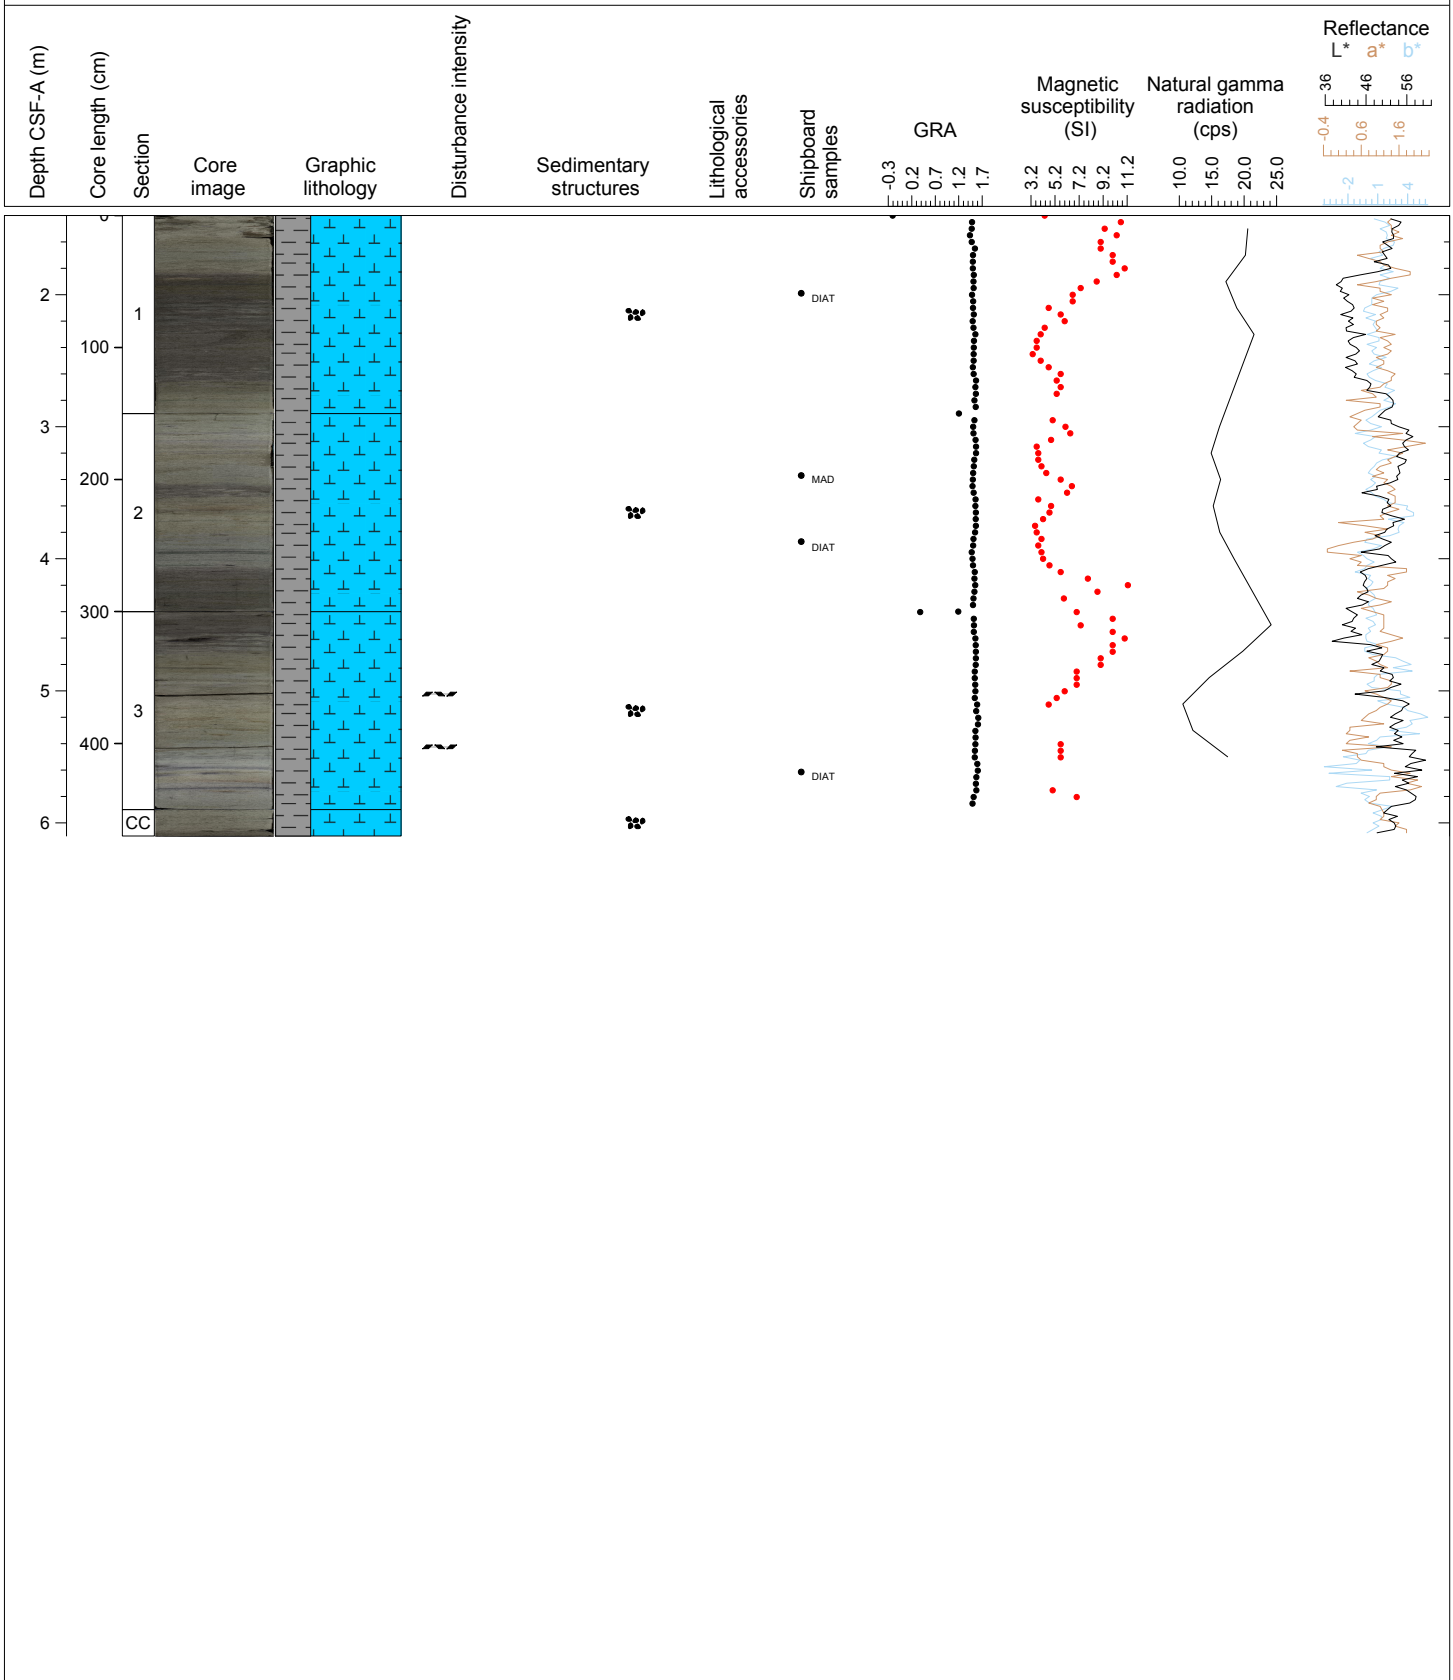 Depth CSF-A (m)
Core length (cm)
Section
Core
image
Graphic
lithology
Disturbance intensity
Sedimentary
structures
Lithological
accessories
Shipboard
samples
GRA
-0.3 0.2 0.7 1.2 1.7
Magnetic
susceptibility
(SI)
3.2 5.2 7.2 9.2 11.2
Natural gamma
radiation
(cps)
10.0 15.0 20.0 25.0
Reflectance
L* a* b*
36 46 56
-0.4 0.6 1.6
-2 1 4
0
2
1
DIAT
100
3
200
MAD
2
DIAT
4
300
5
3
400
DIAT
6
CC